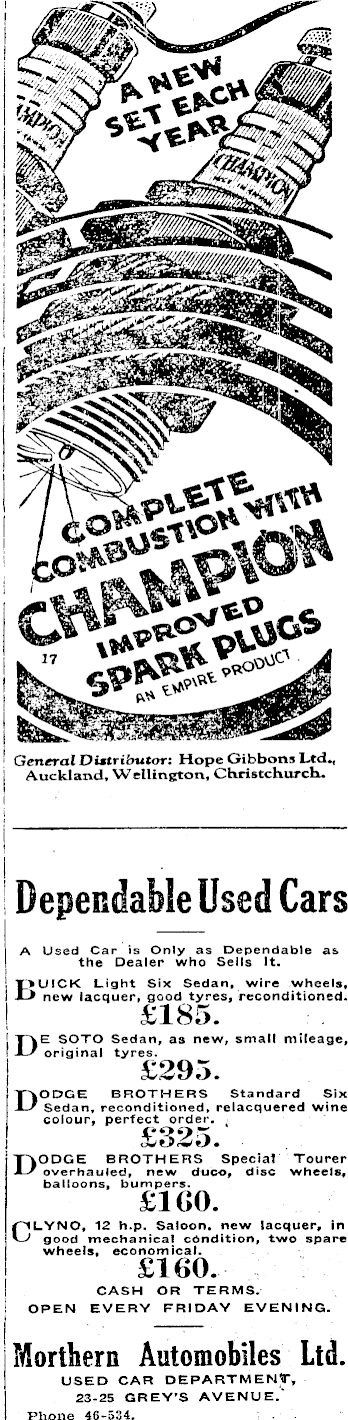 A NEW
SET EACH
YEAR
CHAMPION
CHAMPION
COMPLETE
COMBUSTION WITH
CHAMPION
IMPROVED
SPARK PLUGS
AN EMPIRE PRODUCT
17
General Distributor: Hope Gibbons Ltd.,
Auckland, Wellington, Christchurch.
Dependable Used Cars
A Used Car is Only as Dependable as
the Dealer who Sells It.
BUICK Light Six Sedan, wire wheels,
new lacquer, good tyres, reconditioned.
£185.
DE SOTO Sedan, as new, small mileage,
original tyres.
£295.
DODGE BROTHERS Standard Six
Sedan, reconditioned, relacquered wine
colour, perfect order.
£325.
DODGE BROTHERS Special Tourer
overhauled, new duco, disc wheels,
balloons, bumpers.
£160.
CLYNO, 12 h.p. Saloon, new lacquer, in
good mechanical condition, two spare
wheels, economical.
£160.
CASH OR TERMS.
OPEN EVERY FRIDAY EVENING.
Morthern Automobiles Ltd.
USED CAR DEPARTMENT,
23-25 GREY'S AVENUE.
Phone 46-534.